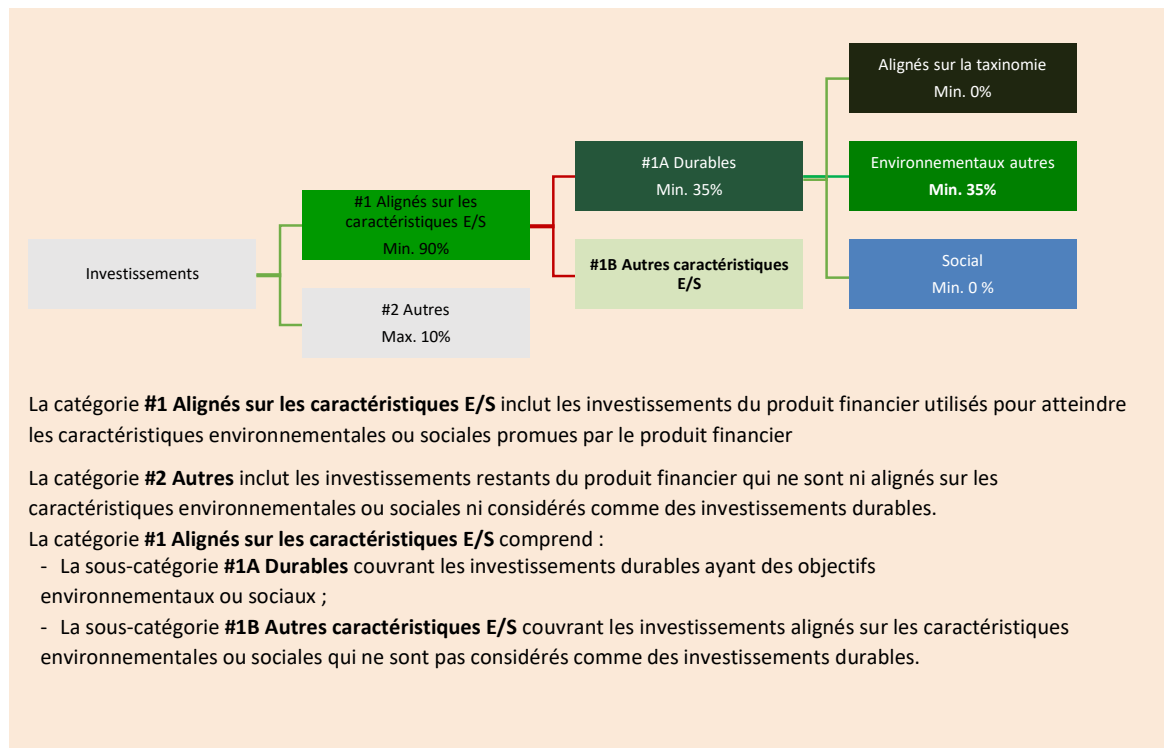 Investissements
#1 Alignés sur les
caractéristiques E/S
Min. 90%
#2 Autres
Max. 10%
#1A Durables
Min. 35%
#1B Autres caractéristiques
E/S
Alignés sur la taxinomie
Min. 0%
Environnementaux autres
Min. 35%
Social
Min. 0 %
La catégorie #1 Alignés sur les caractéristiques E/S inclut les investissements du produit financier utilisés pour atteindre
les caractéristiques environnementales ou sociales promues par le produit financier
La catégorie #2 Autres inclut les investissements restants du produit financier qui ne sont ni alignés sur les
caractéristiques environnementales ou sociales ni considérés comme des investissements durables.
La catégorie #1 Alignés sur les caractéristiques E/S comprend :
- La sous-catégorie #1A Durables couvrant les investissements durables ayant des objectifs
environnementaux ou sociaux ;
- La sous-catégorie #1B Autres caractéristiques E/S couvrant les investissements alignés sur les caractéristiques
environnementales ou sociales qui ne sont pas considérés comme des investissements durables.